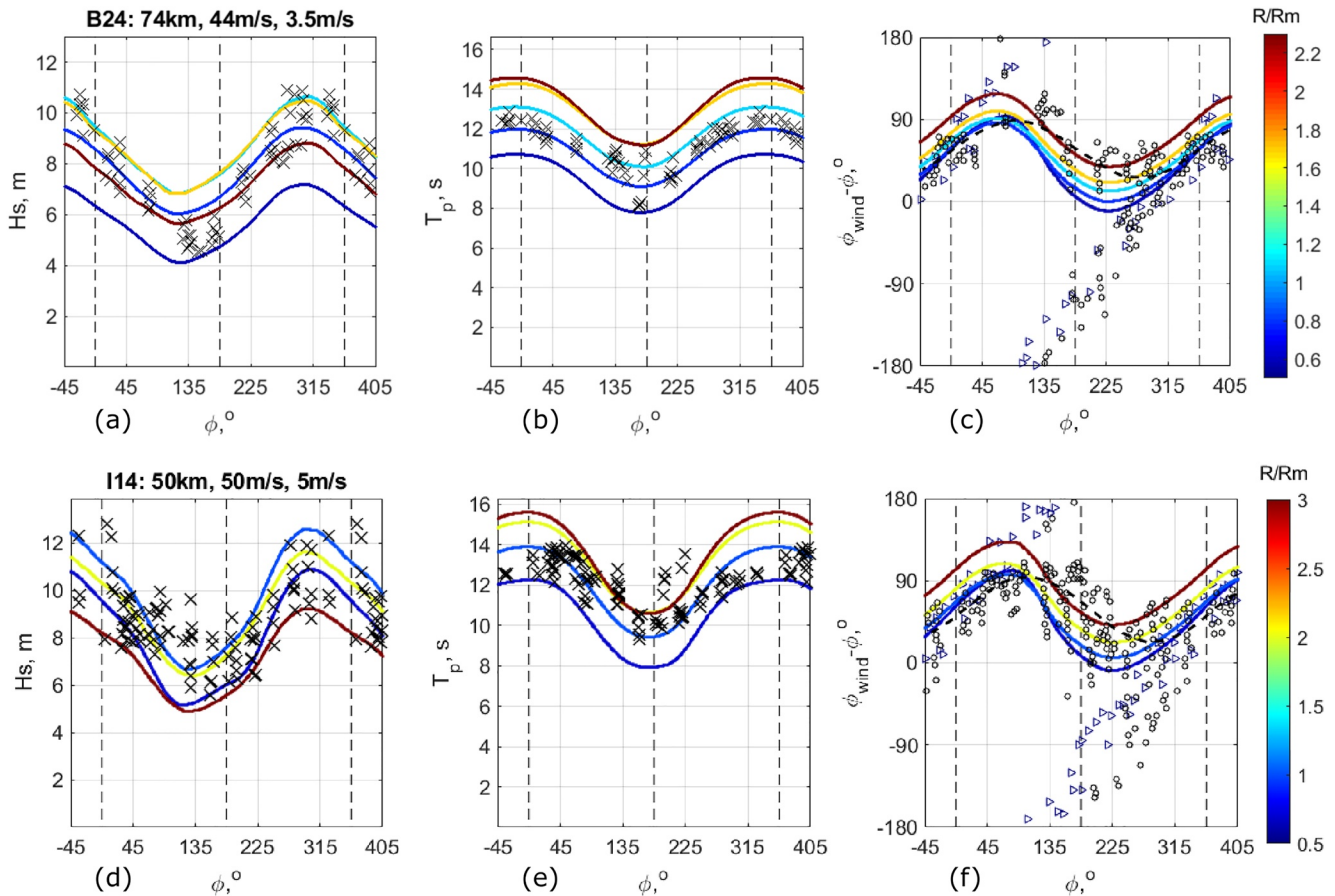 B24: 74km, 44m/s, 3.5m/s
R/Rm
12
10
8
6
4
2
Hs, m
-45 45 135 225 315 405
(a) ϕ,o
16
14
12
10
8
6
4
2
Tp, s
-45 45 135 225 315 405
(b) ϕ,o
180
90
0
-90
-180
ϕwind-ϕ,o
-45 45 135 225 315 405
(c) ϕ,o
2.2
2
1.8
1.6
1.4
1.2
1
0.8
0.6
I14: 50km, 50m/s, 5m/s
R/Rm
12
10
8
6
4
2
Hs, m
-45 45 135 225 315 405
(d) ϕ,o
16
14
12
10
8
6
4
2
Tp, s
-45 45 135 225 315 405
(e) ϕ,o
180
90
0
-90
-180
ϕwind-ϕ,o
-45 45 135 225 315 405
(f) ϕ,o
3
2.5
2
1.5
1
0.5